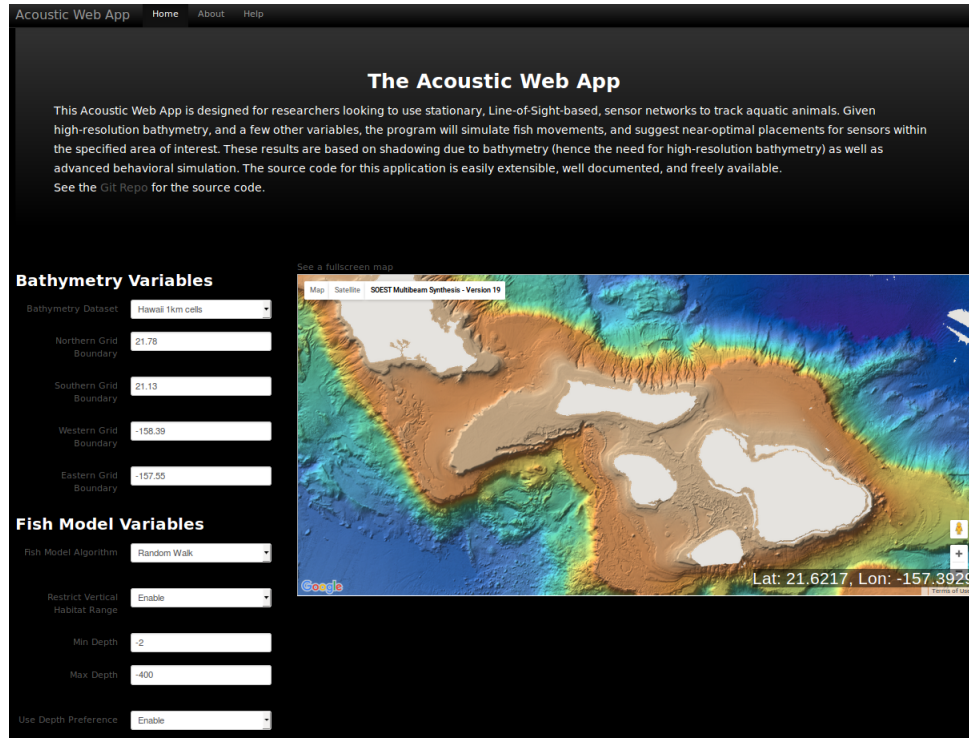 Acoustic Web App Home About Help
The Acoustic Web App
This Acoustic Web App is designed for researchers looking to use stationary, Line-of-Sight-based, sensor networks to track aquatic animals. Given
high-resolution bathymetry, and a few other variables, the program will simulate fish movements, and suggest near-optimal placements for sensors within
the specified area of interest. These results are based on shadowing due to bathymetry (hence the need for high-resolution bathymetry) as well as
advanced behavioral simulation. The source code for this application is easily extensible, well documented, and freely available.
See the Git Repo for the source code.
See a fullscreen map
Bathymetry Variables
Bathymetry Dataset Hawaii 1km cells
Northern Grid
Boundary
21.78
Southern Grid
Boundary
21.13
Western Grid
Boundary
-158.39
Eastern Grid
Boundary
-157.55
Fish Model Variables
Fish Model Algorithm Random Walk
Restrict Vertical
Habitat Range
Enable
Min Depth -2
Max Depth -400
Use Depth Preference Enable
Map Satellite SOEST Multibeam Synthesis - Version 19
Google
Lat: 21.6217, Lon: -157.3929
Terms of Use
+